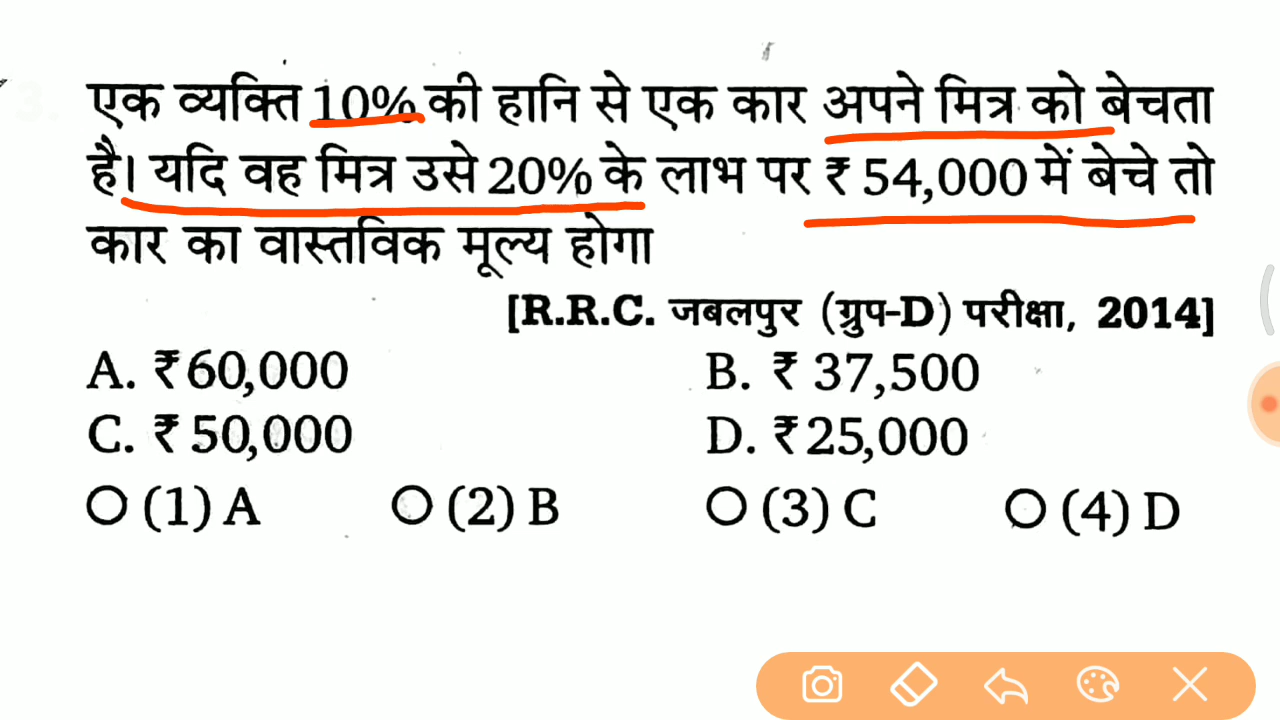 एक व्यक्ति 10% की हानि से एक कार अपने मित्र को बेचता
है। यदि वह मित्र उसे 20% के लाभ पर ₹ 54,000 में बेचे तो
कार का वास्तविक मूल्य होगा
[R.R.C. जबलपुर (ग्रुप-D) परीक्षा, 2014]
A. ₹ 60,000 B. ₹ 37,500
C. ₹ 50,000 D. ₹ 25,000
(1) A (2) B (3) C (4) D